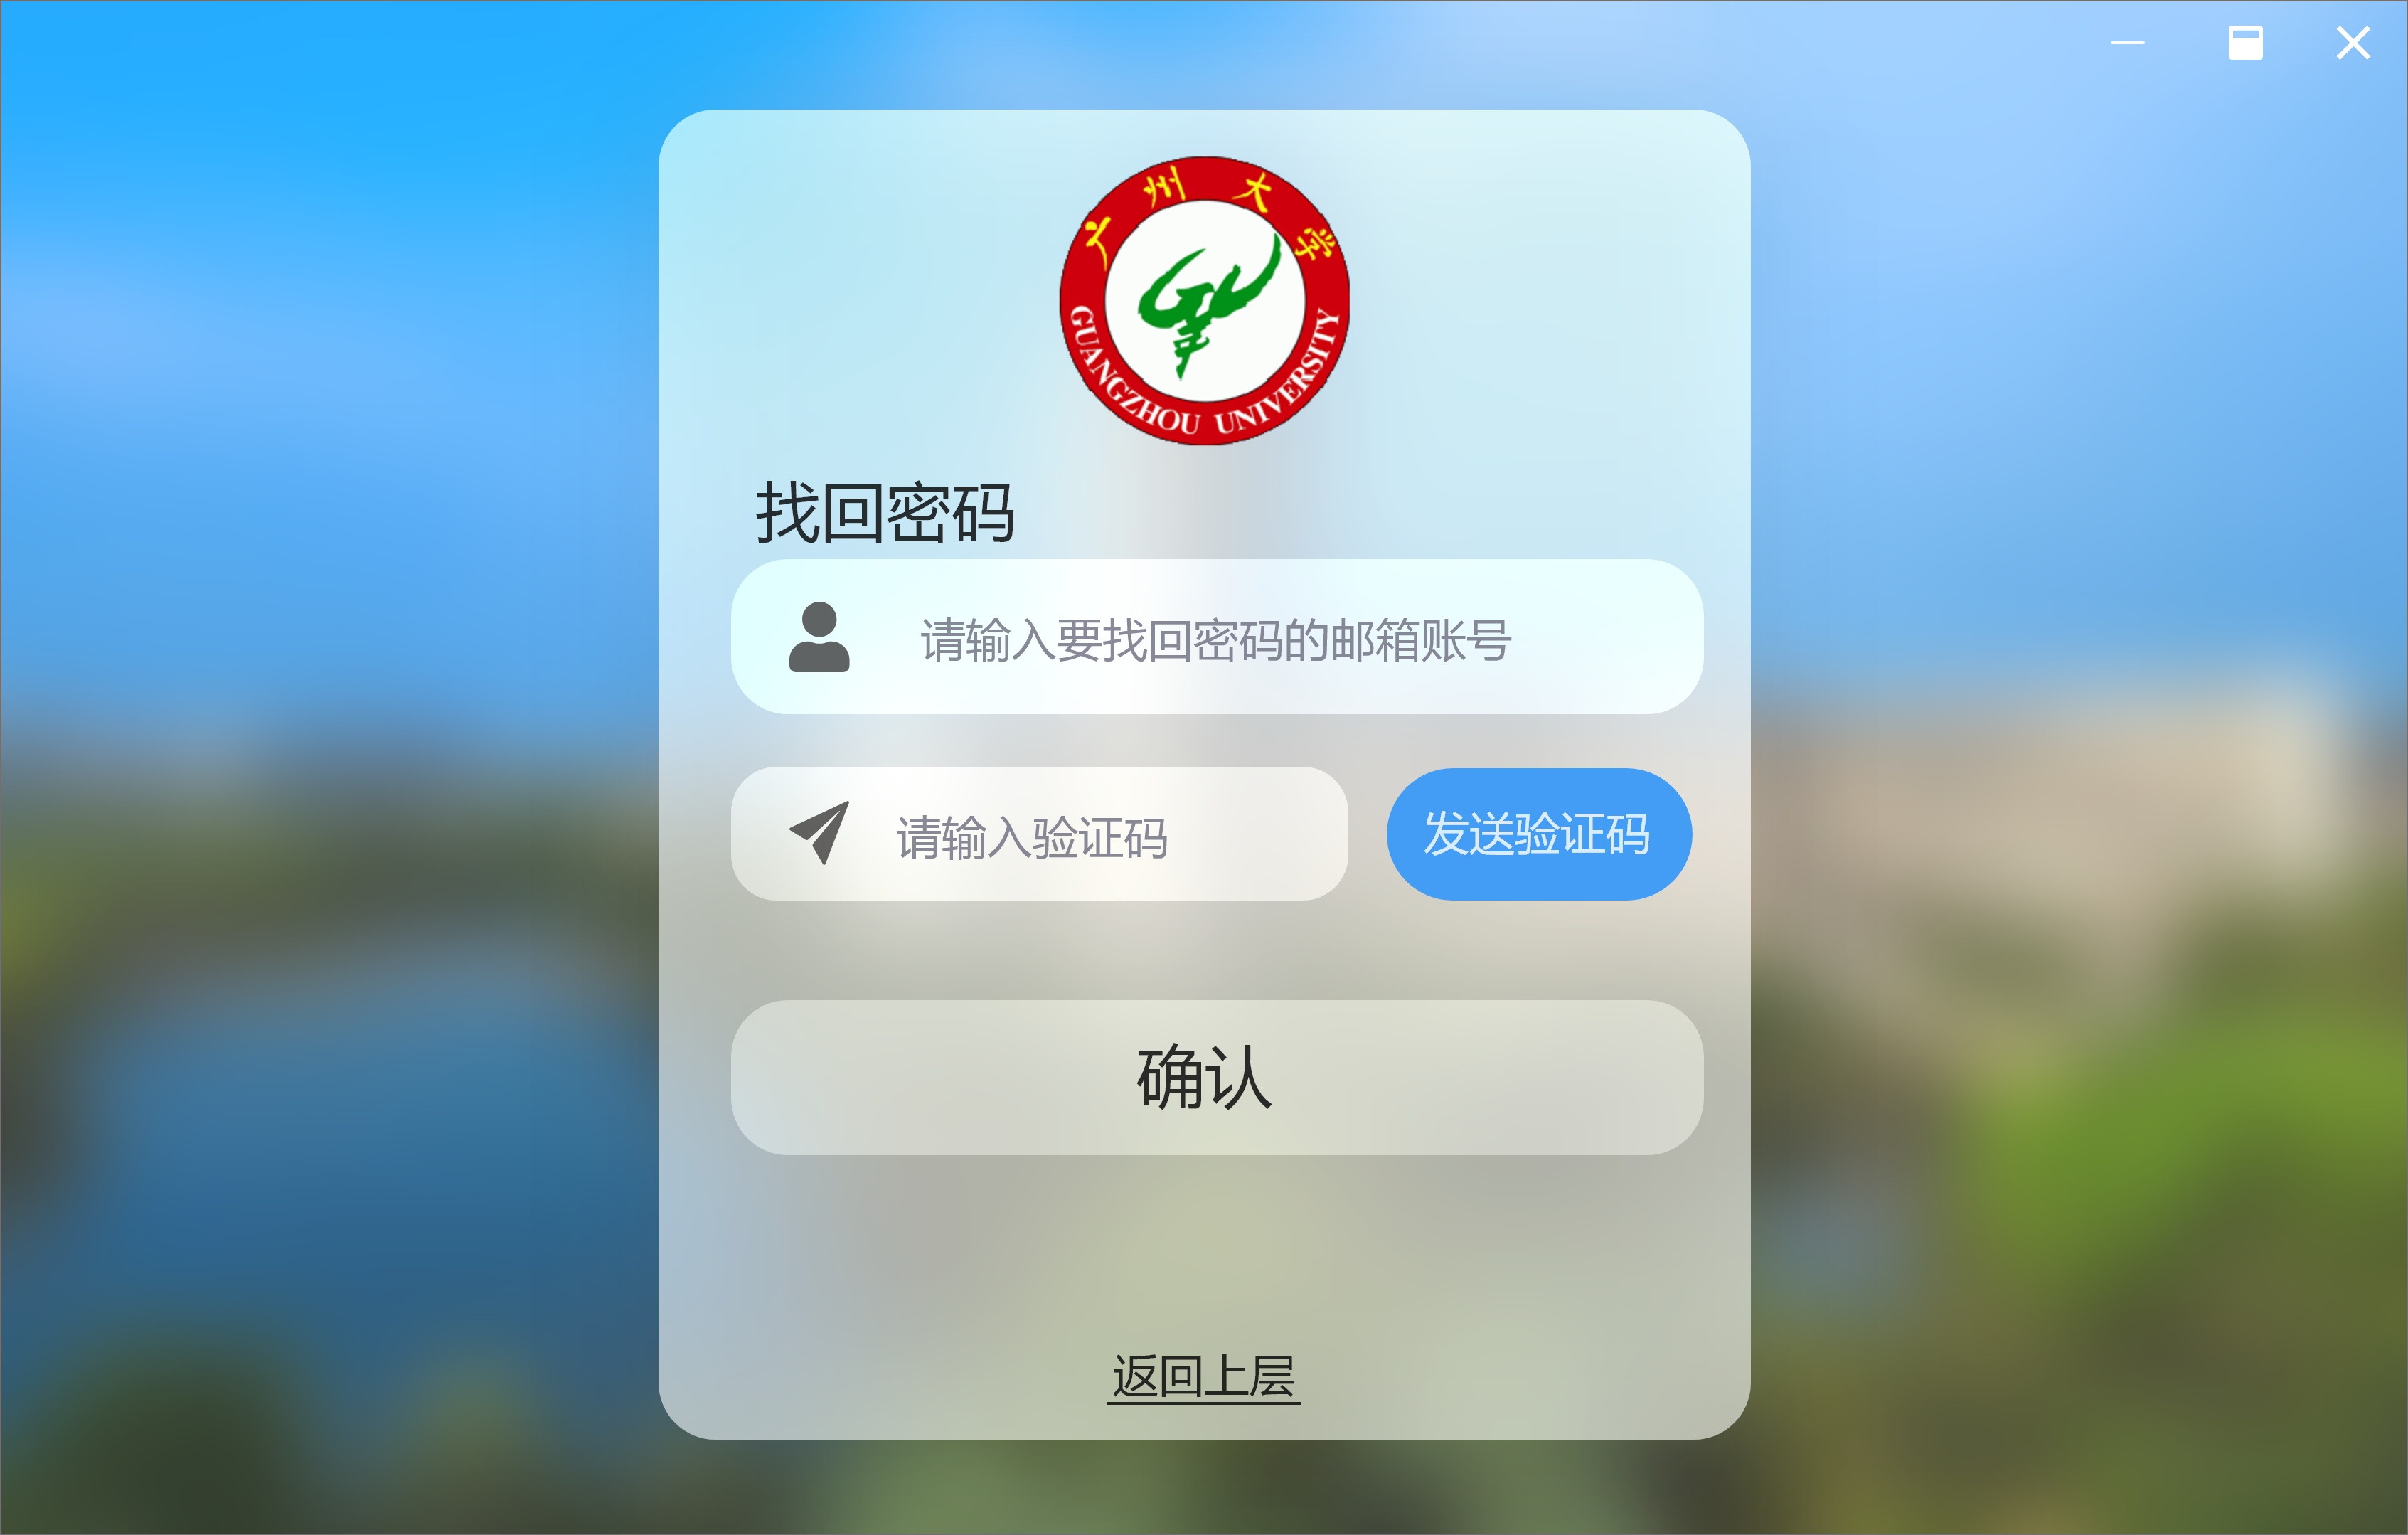 广州大学
GUANGZHOU UNIVERSITY
找回密码
请输入要找回密码的邮箱账号
请输入验证码
发送验证码
确认
返回上层